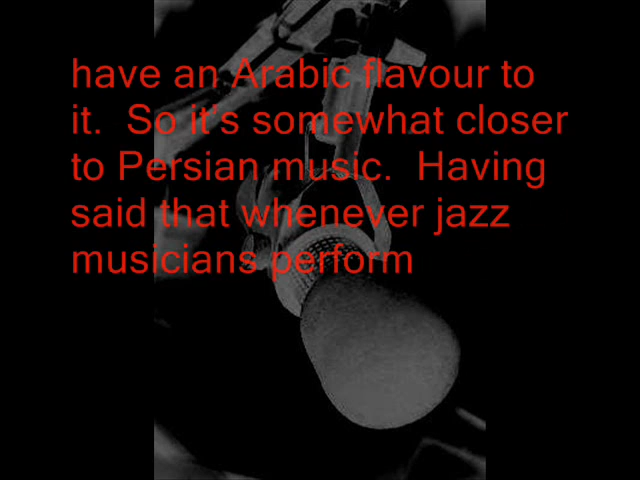 have an Arabic flavour to
it.  So it's somewhat closer
to Persian music.  Having
said that whenever jazz
musicians perform